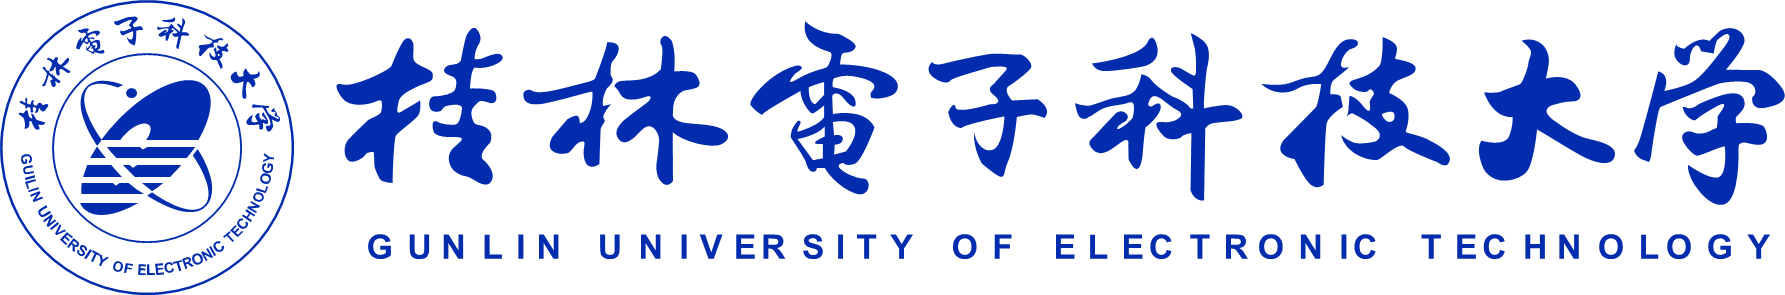 桂林電子科技大学
GUILIN UNIVERSITY OF ELECTRONIC TECHNOLOGY
桂林電子科技大学
GUNLIN UNIVERSITY OF ELECTRONIC TECHNOLOGY